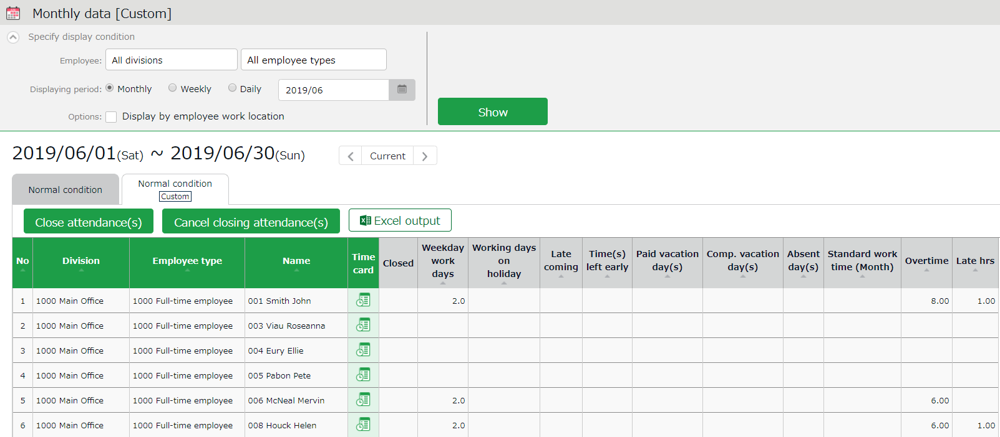 Monthly data [Custom]
Specify display condition
Employee: All divisions All employee types
Displaying period: Monthly Weekly Daily 2019/06
Options: Display by employee work location
Show
2019/06/01(Sat) ~ 2019/06/30(Sun) Current
Normal condition Normal condition
Custom
Close attendance(s) Cancel closing attendance(s) Excel output
No Division Employee type Name Time card Closed Weekday work days Working days on holiday Late coming Time(s) left early Paid vacation day(s) Comp. vacation day(s) Absent day(s) Standard work time (Month) Overtime Late hrs
1 1000 Main Office 1000 Full-time employee 001 Smith John 2.0 8.00 1.00
2 1000 Main Office 1000 Full-time employee 003 Viau Roseanna
3 1000 Main Office 1000 Full-time employee 004 Eury Ellie
4 1000 Main Office 1000 Full-time employee 005 Pabon Pete
5 1000 Main Office 1000 Full-time employee 006 McNeal Mervin 2.0 6.00
6 1000 Main Office 1000 Full-time employee 008 Houck Helen 2.0 6.00 1.00